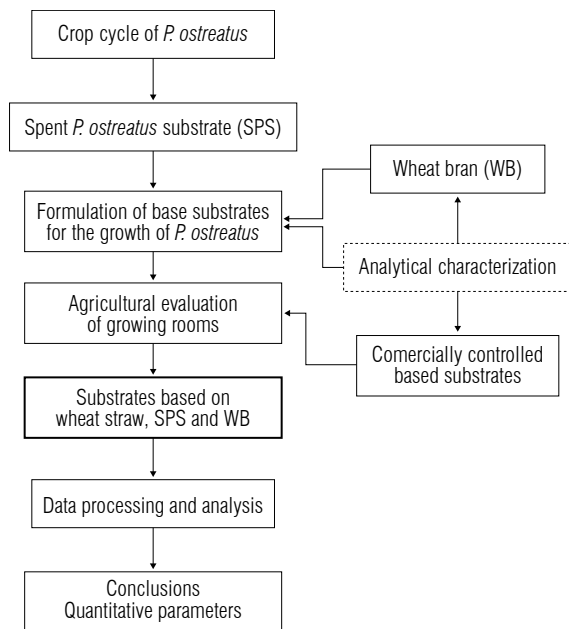 Crop cycle of P. ostreatus
Spent P. ostreatus substrate (SPS)
Wheat bran (WB)
Formulation of base substrates
for the growth of P. ostreatus
Analytical characterization
Agricultural evaluation
of growing rooms
Comercially controlled
based substrates
Substrates based on
wheat straw, SPS and WB
Data processing and analysis
Conclusions
Quantitative parameters